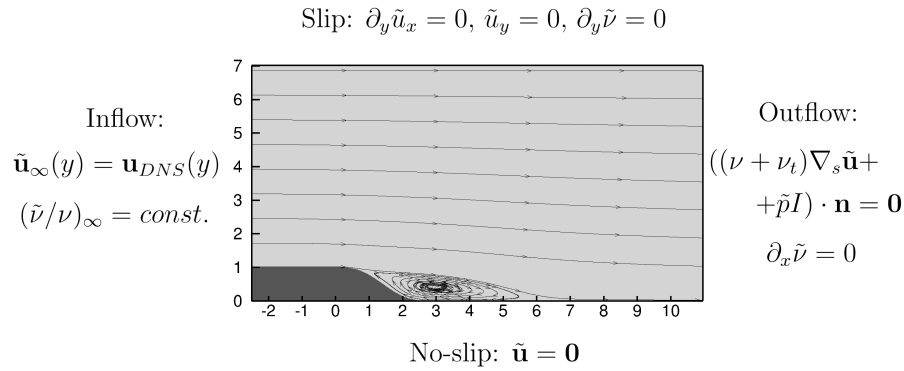 Slip: ∂_y ũ_x = 0, ũ_y = 0, ∂_y ν̃ = 0
Inflow:
ũ_∞(y) = u_{DNS}(y)
(ν̃/ν)_∞ = const.
7
6
5
4
3
2
1
0
-2 -1 0 1 2 3 4 5 6 7 8 9 10
Outflow:
((ν + ν_t)∇_s ũ+
+p̃I) · n = 0
∂_x ν̃ = 0
No-slip: ũ = 0